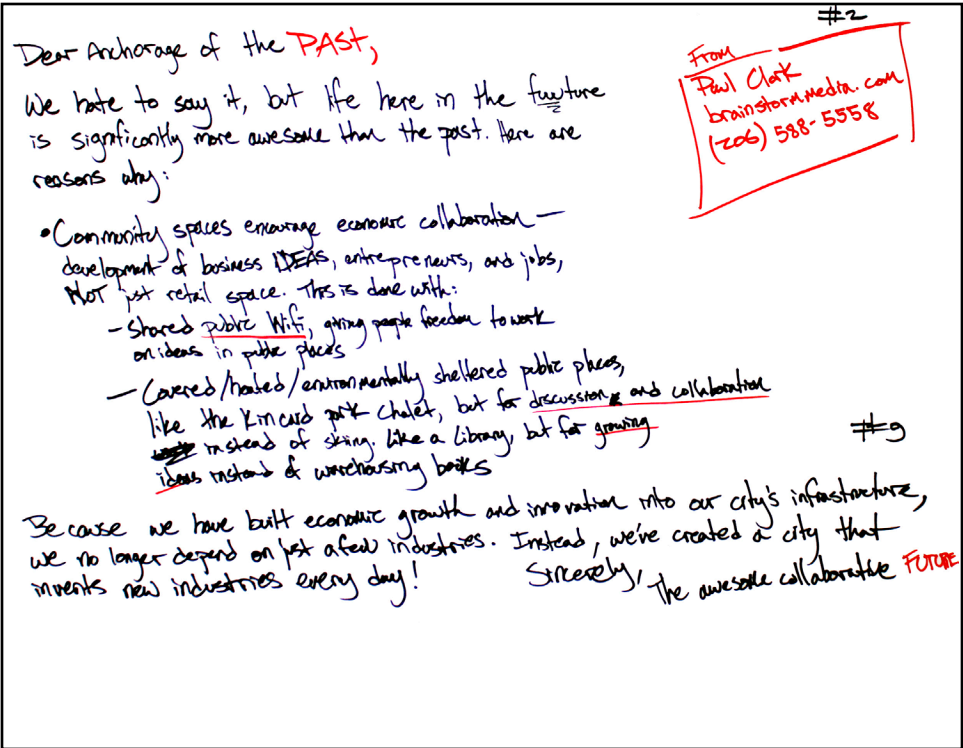 #2
Dear Anchorage of the PAST,
From
Paul Clark
brainstormmedia.com
(206) 588-5558
We hate to say it, but life here in the fuuture
is significantly more awesome than the past. Here are
reasons why:
• Community spaces encourage economic collaboration —
development of business IDEAS, entrepreneurs, and jobs,
NOT just retail space. This is done with:
- Shared public Wifi, giving people freedom to work
on ideas in public places
- Covered/heated/environmentally sheltered public places,
like the Kincard park Chalet, but for discussion and collaboration
instead of skiing. Like a Library, but for growing
ideas instead of warehousing books
#9
Because we have built economic growth and innovation into our city's infrastructure,
we no longer depend on just a few industries. Instead, we've created a city that
invents new industries every day!
Sincerely,
The awesome collaborative FUTURE